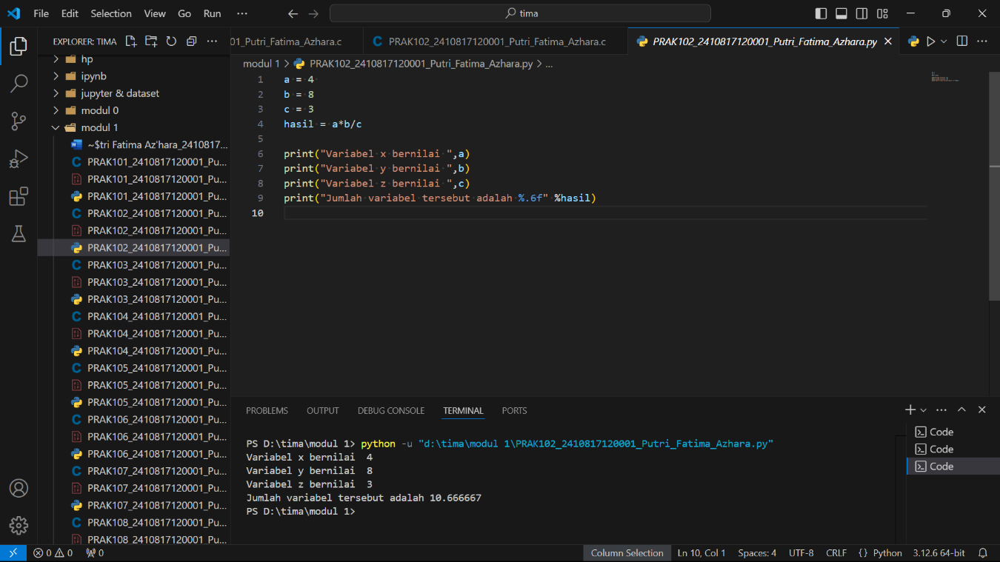 File Edit Selection View Go Run ··· tima
EXPLORER: TIMA ···
01_Putri_Fatima_Azhara.c PRAK102_2410817120001_Putri_Fatima_Azhara.c PRAK102_2410817120001_Putri_Fatima_Azhara.py ···
modul 1 > PRAK102_2410817120001_Putri_Fatima_Azhara.py > ...
hp
ipynb
jupyter & dataset
modul 0
modul 1
~$tri Fatima Az'hara_2410817...
PRAK101_2410817120001_Pu...
PRAK101_2410817120001_Pu...
PRAK101_2410817120001_Pu...
PRAK102_2410817120001_Pu...
PRAK102_2410817120001_Pu...
PRAK102_2410817120001_Pu...
PRAK103_2410817120001_Pu...
PRAK103_2410817120001_Pu...
PRAK103_2410817120001_Pu...
PRAK104_2410817120001_Pu...
PRAK104_2410817120001_Pu...
PRAK104_2410817120001_Pu...
PRAK105_2410817120001_Pu...
PRAK105_2410817120001_Pu...
PRAK105_2410817120001_Pu...
PRAK106_2410817120001_Pu...
PRAK106_2410817120001_Pu...
PRAK106_2410817120001_Pu...
PRAK107_2410817120001_Pu...
PRAK107_2410817120001_Pu...
PRAK107_2410817120001_Pu...
PRAK108_2410817120001_Pu...
PRAK108_2410817120001_Pu...
1 a = 4
2 b = 8
3 c = 3
4 hasil = a*b/c
5
6 print("Variabel x bernilai ",a)
7 print("Variabel y bernilai ",b)
8 print("Variabel z bernilai ",c)
9 print("Jumlah variabel tersebut adalah %.6f" %hasil)
10
PROBLEMS OUTPUT DEBUG CONSOLE TERMINAL PORTS
PS D:\tima\modul 1> python -u "d:\tima\modul 1\PRAK102_2410817120001_Putri_Fatima_Azhara.py"
Variabel x bernilai  4
Variabel y bernilai  8
Variabel z bernilai  3
Jumlah variabel tersebut adalah 10.666667
PS D:\tima\modul 1>
Code
Code
Code
0 0 0 Column Selection Ln 10, Col 1 Spaces: 4 UTF-8 CRLF {} Python 3.12.6 64-bit